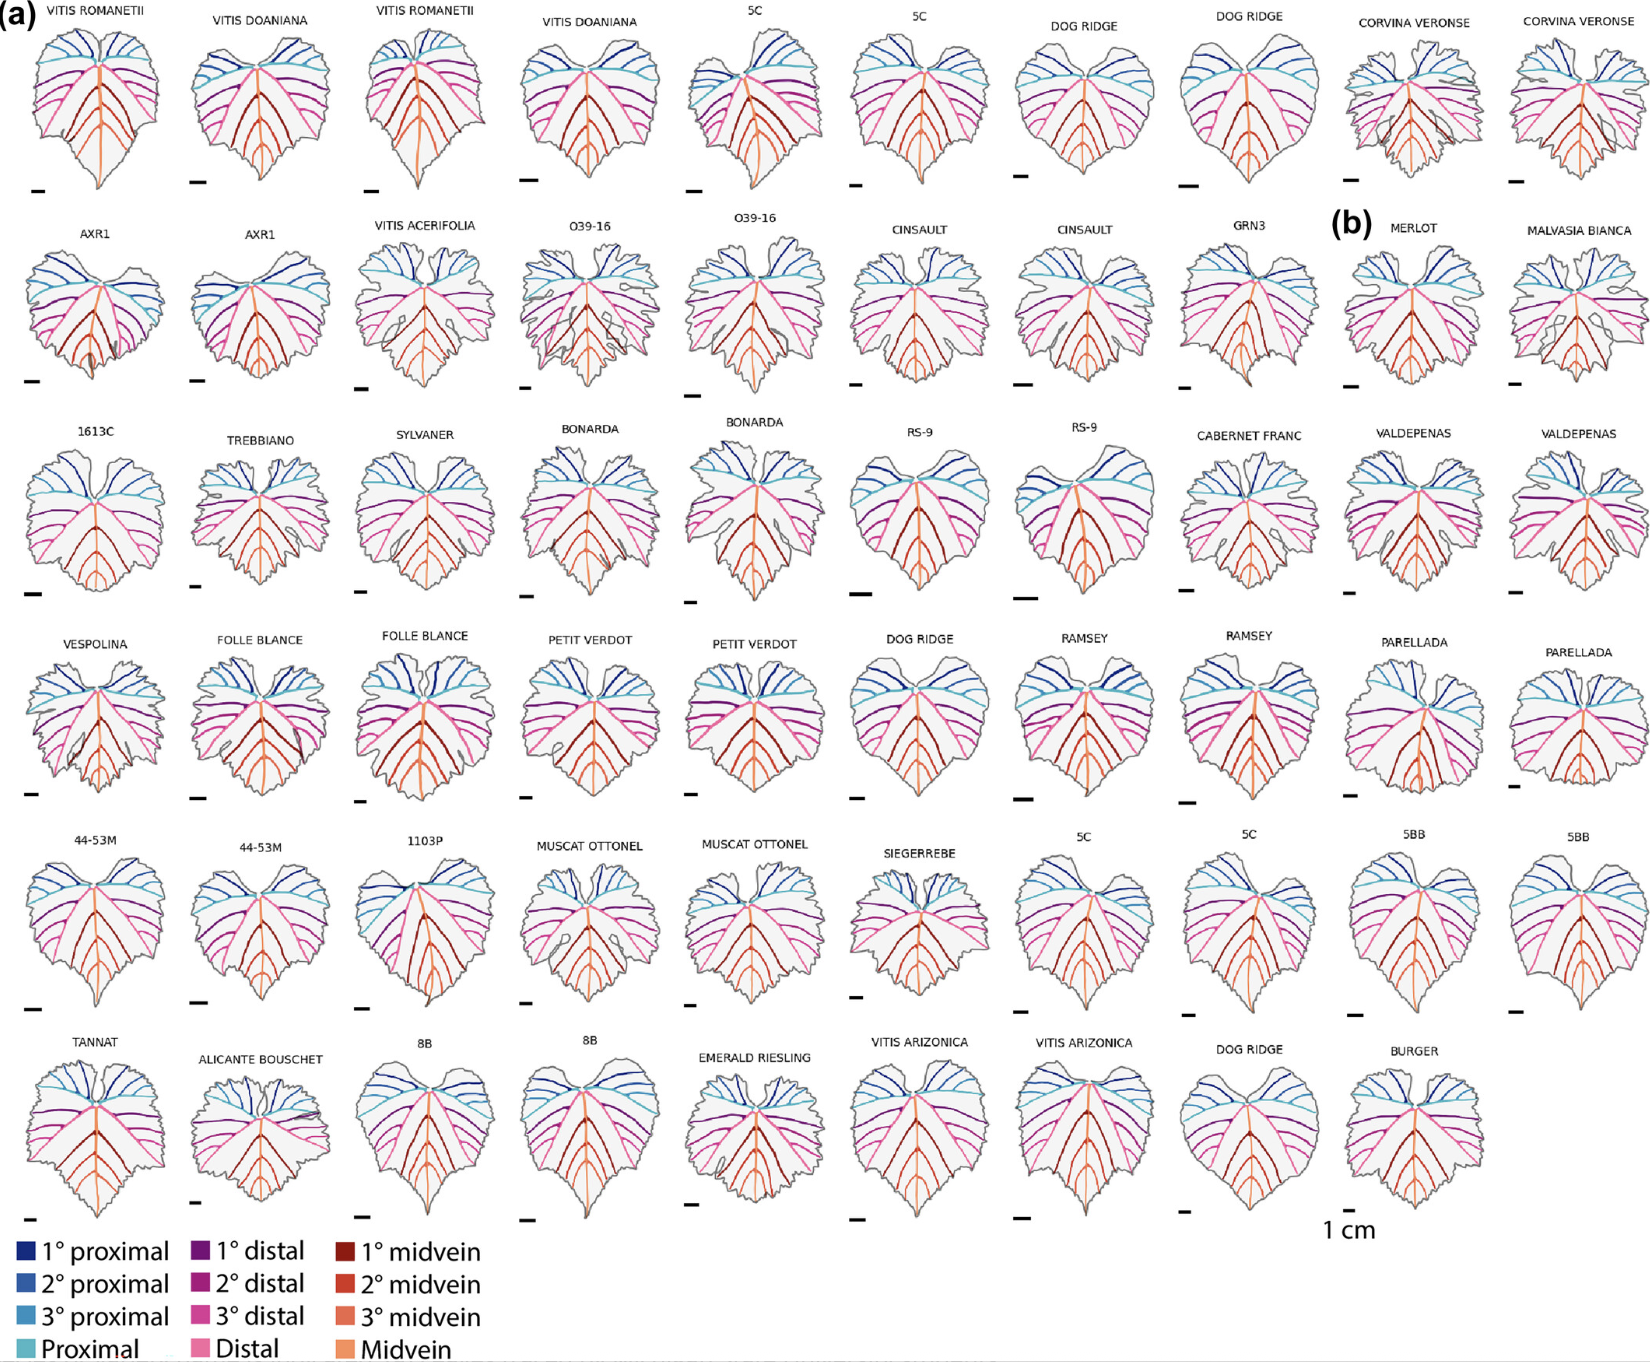 (a)
VITIS ROMANETII VITIS DOANIANA VITIS ROMANETII VITIS DOANIANA 5C 5C DOG RIDGE DOG RIDGE CORVINA VERONSE CORVINA VERONSE
AXR1 AXR1 VITIS ACERIFOLIA O39-16 O39-16 CINSAULT CINSAULT GRN3 (b) MERLOT MALVASIA BIANCA
1613C TREBBIANO SYLVANER BONARDA BONARDA RS-9 RS-9 CABERNET FRANC VALDEPENAS VALDEPENAS
VESPOLINA FOLLE BLANCE FOLLE BLANCE PETIT VERDOT PETIT VERDOT DOG RIDGE RAMSEY RAMSEY PARELLADA PARELLADA
44-53M 44-53M 1103P MUSCAT OTTONEL MUSCAT OTTONEL SIEGERREBE 5C 5C 5BB 5BB
TANNAT ALICANTE BOUSCHET 8B 8B EMERALD RIESLING VITIS ARIZONICA VITIS ARIZONICA DOG RIDGE BURGER
1 cm
1° proximal 1° distal 1° midvein
2° proximal 2° distal 2° midvein
3° proximal 3° distal 3° midvein
Proximal Distal Midvein